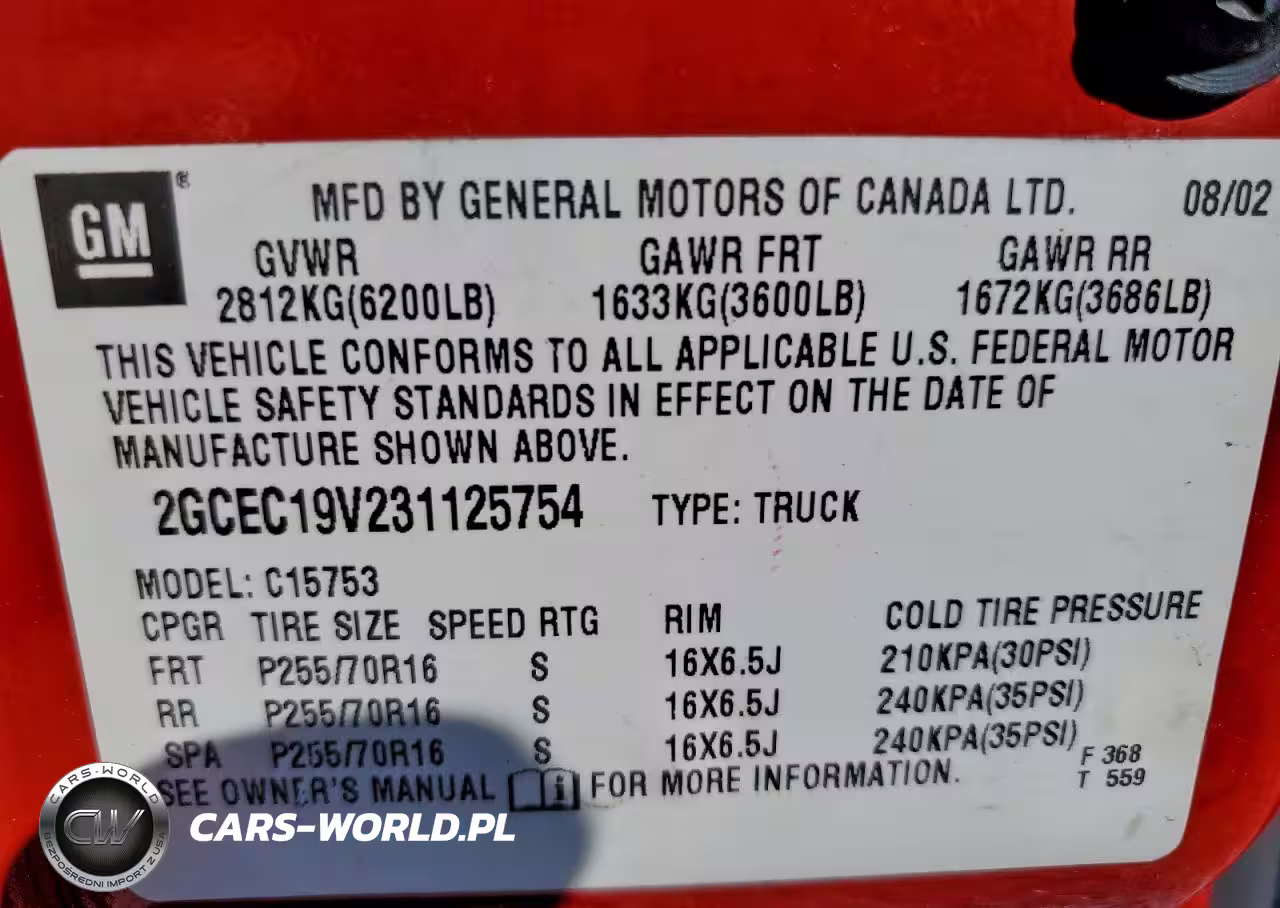 GM®
MFD BY GENERAL MOTORS OF CANADA LTD. 08/02
GVWR GAWR FRT GAWR RR
2812KG(6200LB) 1633KG(3600LB) 1672KG(3686LB)
THIS VEHICLE CONFORMS TO ALL APPLICABLE U.S. FEDERAL MOTOR
VEHICLE SAFETY STANDARDS IN EFFECT ON THE DATE OF
MANUFACTURE SHOWN ABOVE.
2GCEC19V231125754 TYPE: TRUCK
MODEL: C15753
CPGR TIRE SIZE SPEED RTG RIM COLD TIRE PRESSURE
FRT P255/70R16 S 16X6.5J 210KPA(30PSI)
RR P255/70R16 S 16X6.5J 240KPA(35PSI)
SPA P255/70R16 S 16X6.5J 240KPA(35PSI)
F 368
T 559
SEE OWNER'S MANUAL i FOR MORE INFORMATION.
CARS-WORLD
CW
BEZPOŚREDNI IMPORT Z USA
CARS-WORLD.PL